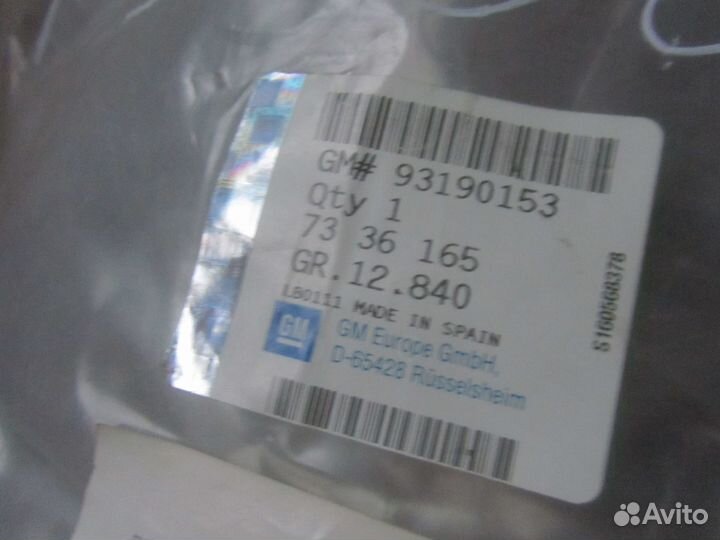 GM# 93190153
Qty 1
73 36 165
GR.12.840
LB0111 MADE IN SPAIN
GM
GM Europe GmbH,
D-65428 Rüsselsheim
S160568378
Avito